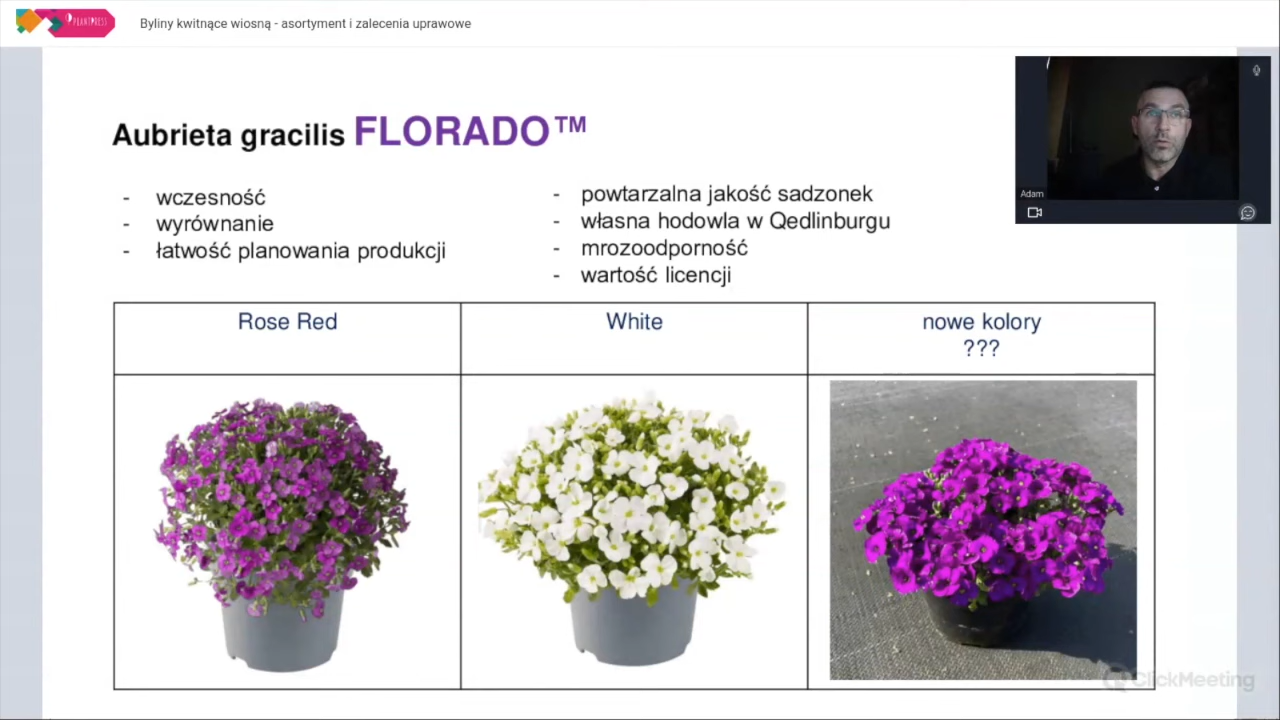 PLANTPRESS
Byliny kwitnące wiosną - asortyment i zalecenia uprawowe
Adam
Aubrieta gracilis FLORADO™
- wczesność
- wyrównanie
- łatwość planowania produkcji
- powtarzalna jakość sadzonek
- własna hodowla w Qedlinburgu
- mrozoodporność
- wartość licencji
Rose Red
White
nowe kolory
???
ClickMeeting